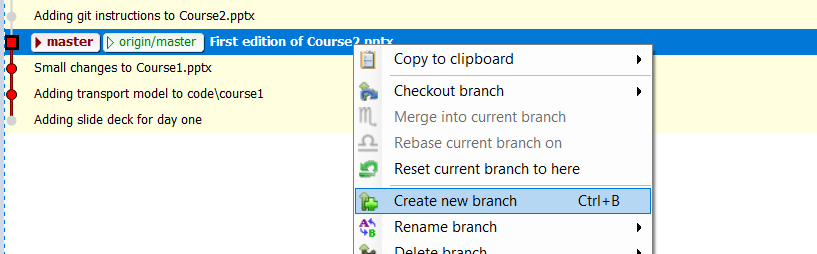 Adding git instructions to Course2.pptx
master origin/master First edition of Course2.pptx
Copy to clipboard
Small changes to Course1.pptx
Checkout branch
Adding transport model to code\course1
Merge into current branch
Adding slide deck for day one
Rebase current branch on
Reset current branch to here
Create new branch Ctrl+B
Rename branch
Delete branch